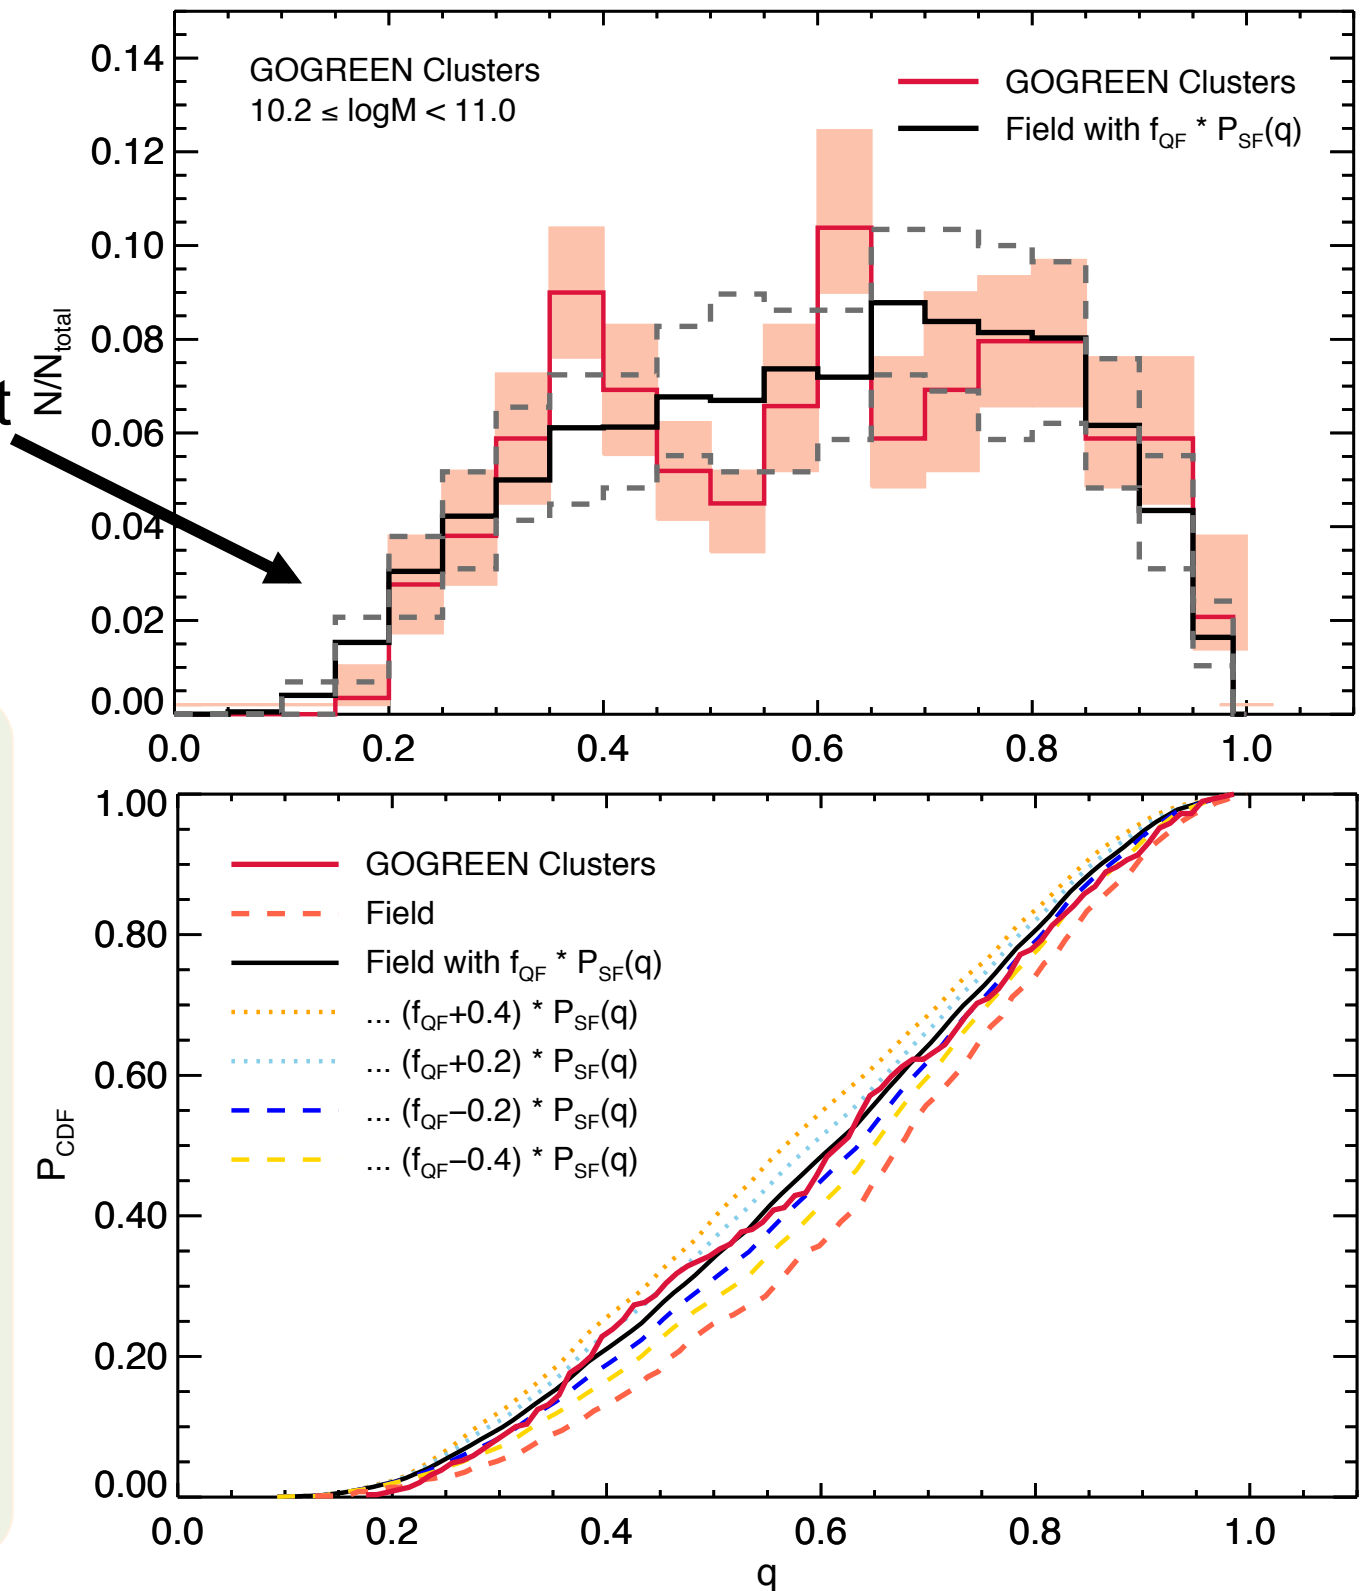 GOGREEN Clusters
10.2 ≤ logM < 11.0
GOGREEN Clusters
Field with f_QF * P_SF(q)
0.14
0.12
0.10
0.08
0.06
0.04
0.02
0.00
N/N_total
t
0.0 0.2 0.4 0.6 0.8 1.0
GOGREEN Clusters
Field
Field with f_QF * P_SF(q)
... (f_QF+0.4) * P_SF(q)
... (f_QF+0.2) * P_SF(q)
... (f_QF−0.2) * P_SF(q)
... (f_QF−0.4) * P_SF(q)
1.00
0.80
0.60
0.40
0.20
0.00
P_CDF
0.0 0.2 0.4 0.6 0.8 1.0
q